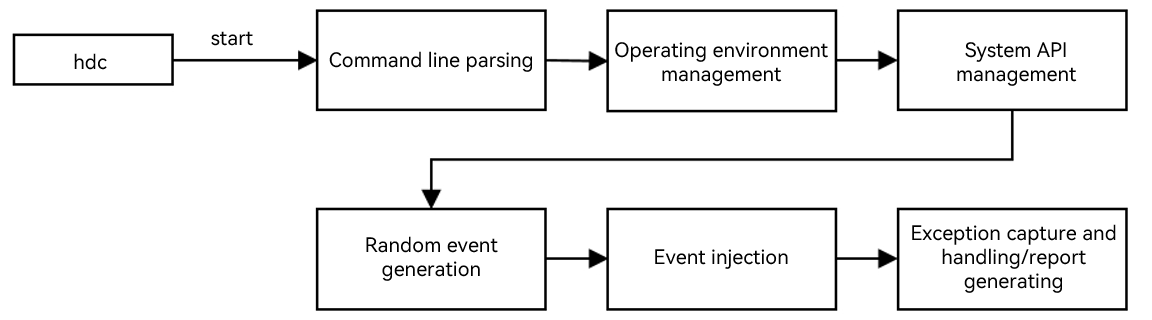 start
hdc
Command line parsing
Operating environment
management
System API
management
Random event
generation
Event injection
Exception capture and
handling/report
generating